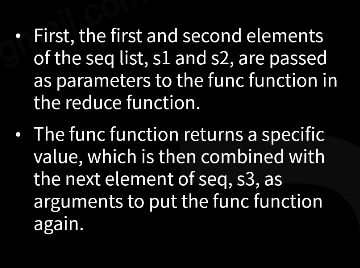 • First, the first and second elements
of the seq list, s1 and s2, are passed
as parameters to the func function in
the reduce function.
• The func function returns a specific
value, which is then combined with
the next element of seq, s3, as
arguments to put the func function
again.